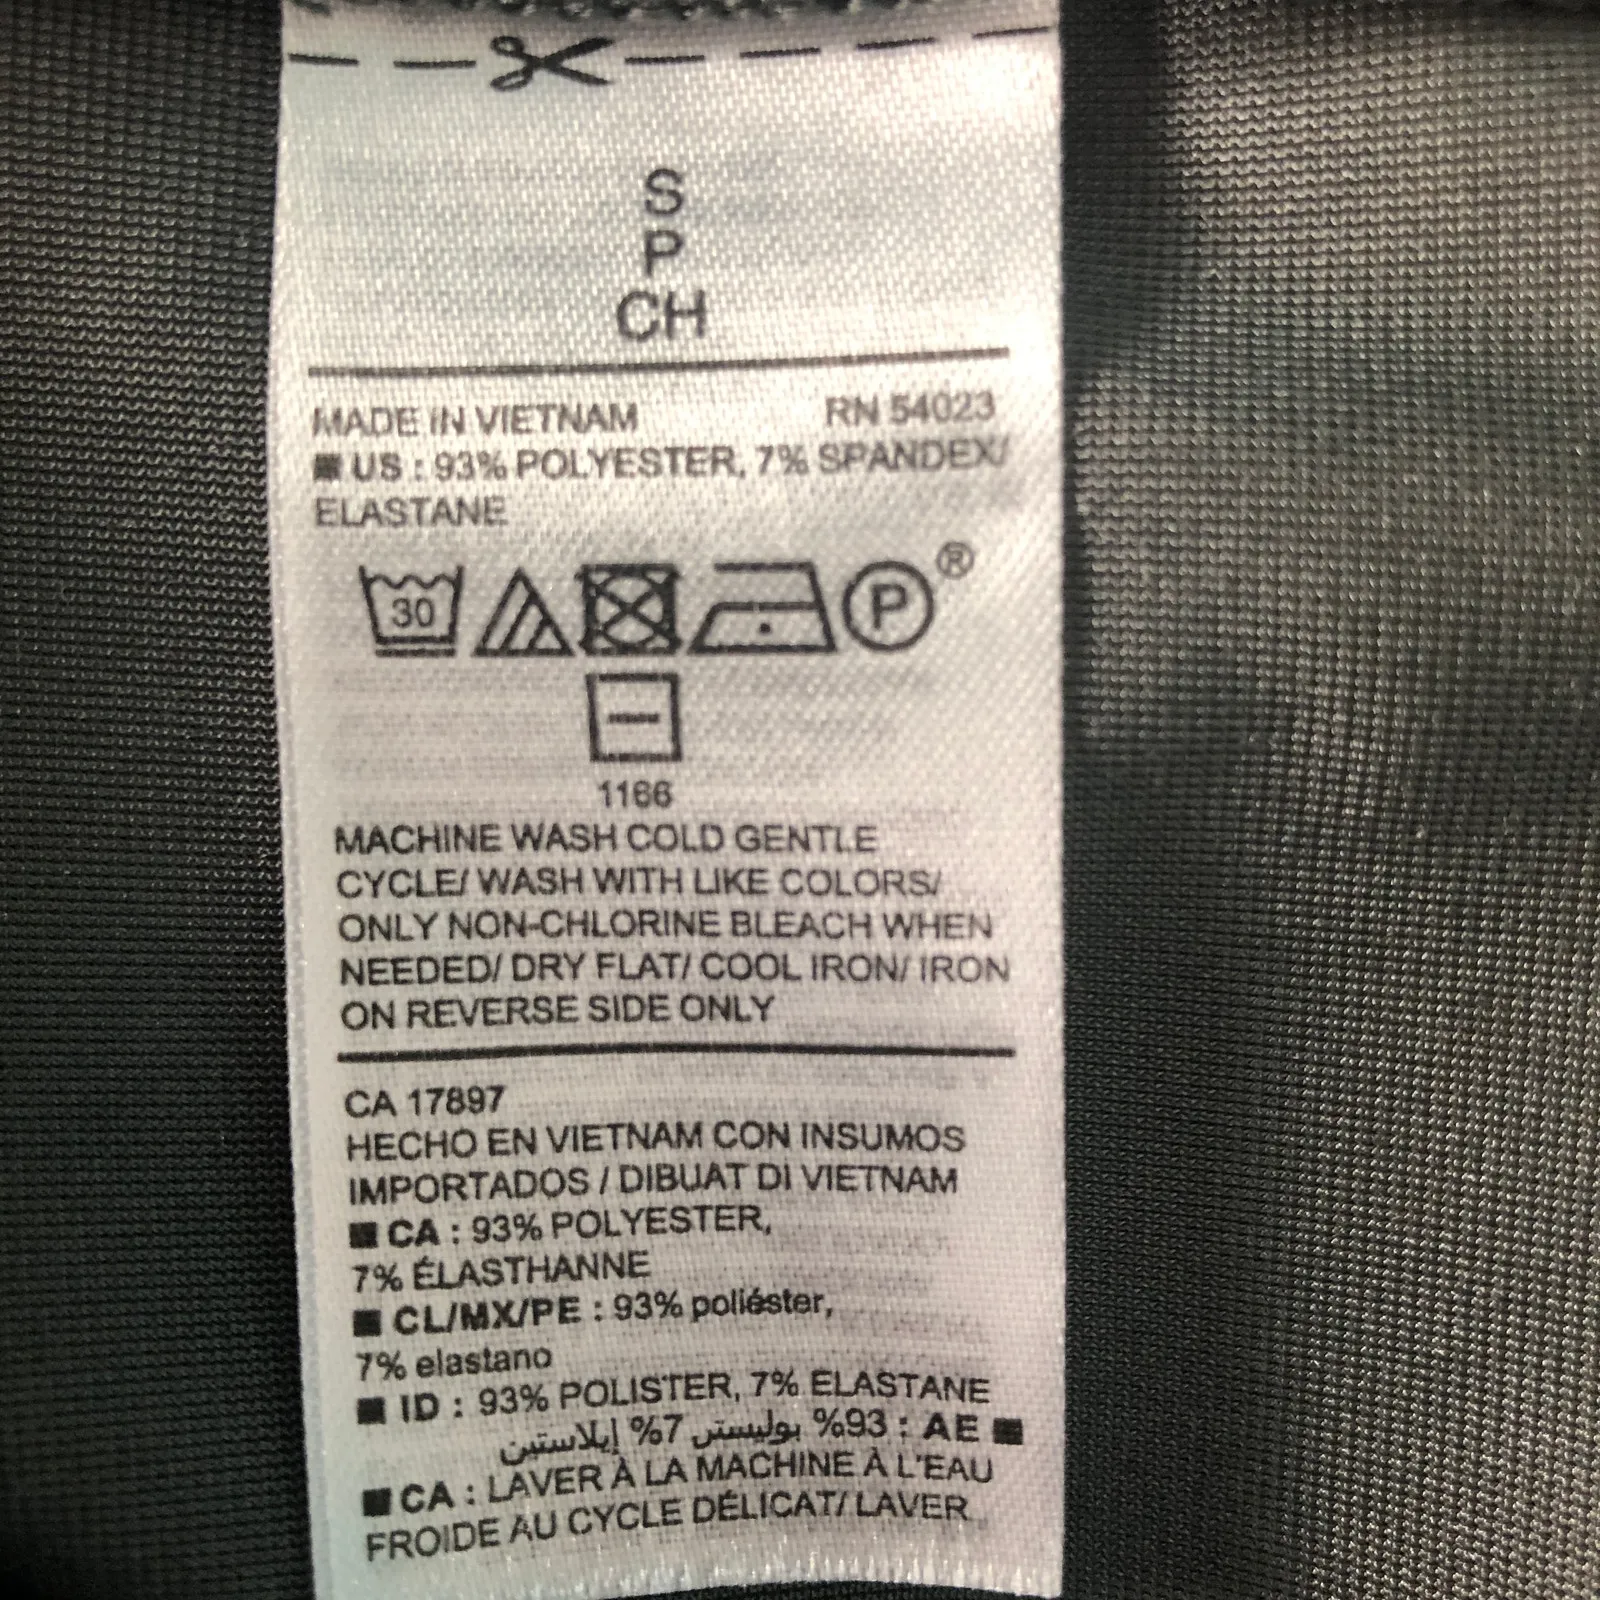 S
P
CH
MADE IN VIETNAM RN 54023
■ US : 93% POLYESTER, 7% SPANDEX/
ELASTANE
30 P ®
1166
MACHINE WASH COLD GENTLE
CYCLE/ WASH WITH LIKE COLORS/
ONLY NON-CHLORINE BLEACH WHEN
NEEDED/ DRY FLAT/ COOL IRON/ IRON
ON REVERSE SIDE ONLY
CA 17897
HECHO EN VIETNAM CON INSUMOS
IMPORTADOS / DIBUAT DI VIETNAM
■ CA : 93% POLYESTER,
7% ÉLASTHANNE
■ CL/MX/PE : 93% poliéster,
7% elastano
■ ID : 93% POLISTER, 7% ELASTANE
■ AE : 93% بوليستر 7% إيلاستين
■ CA : LAVER À LA MACHINE À L'EAU
FROIDE AU CYCLE DÉLICAT/ LAVER